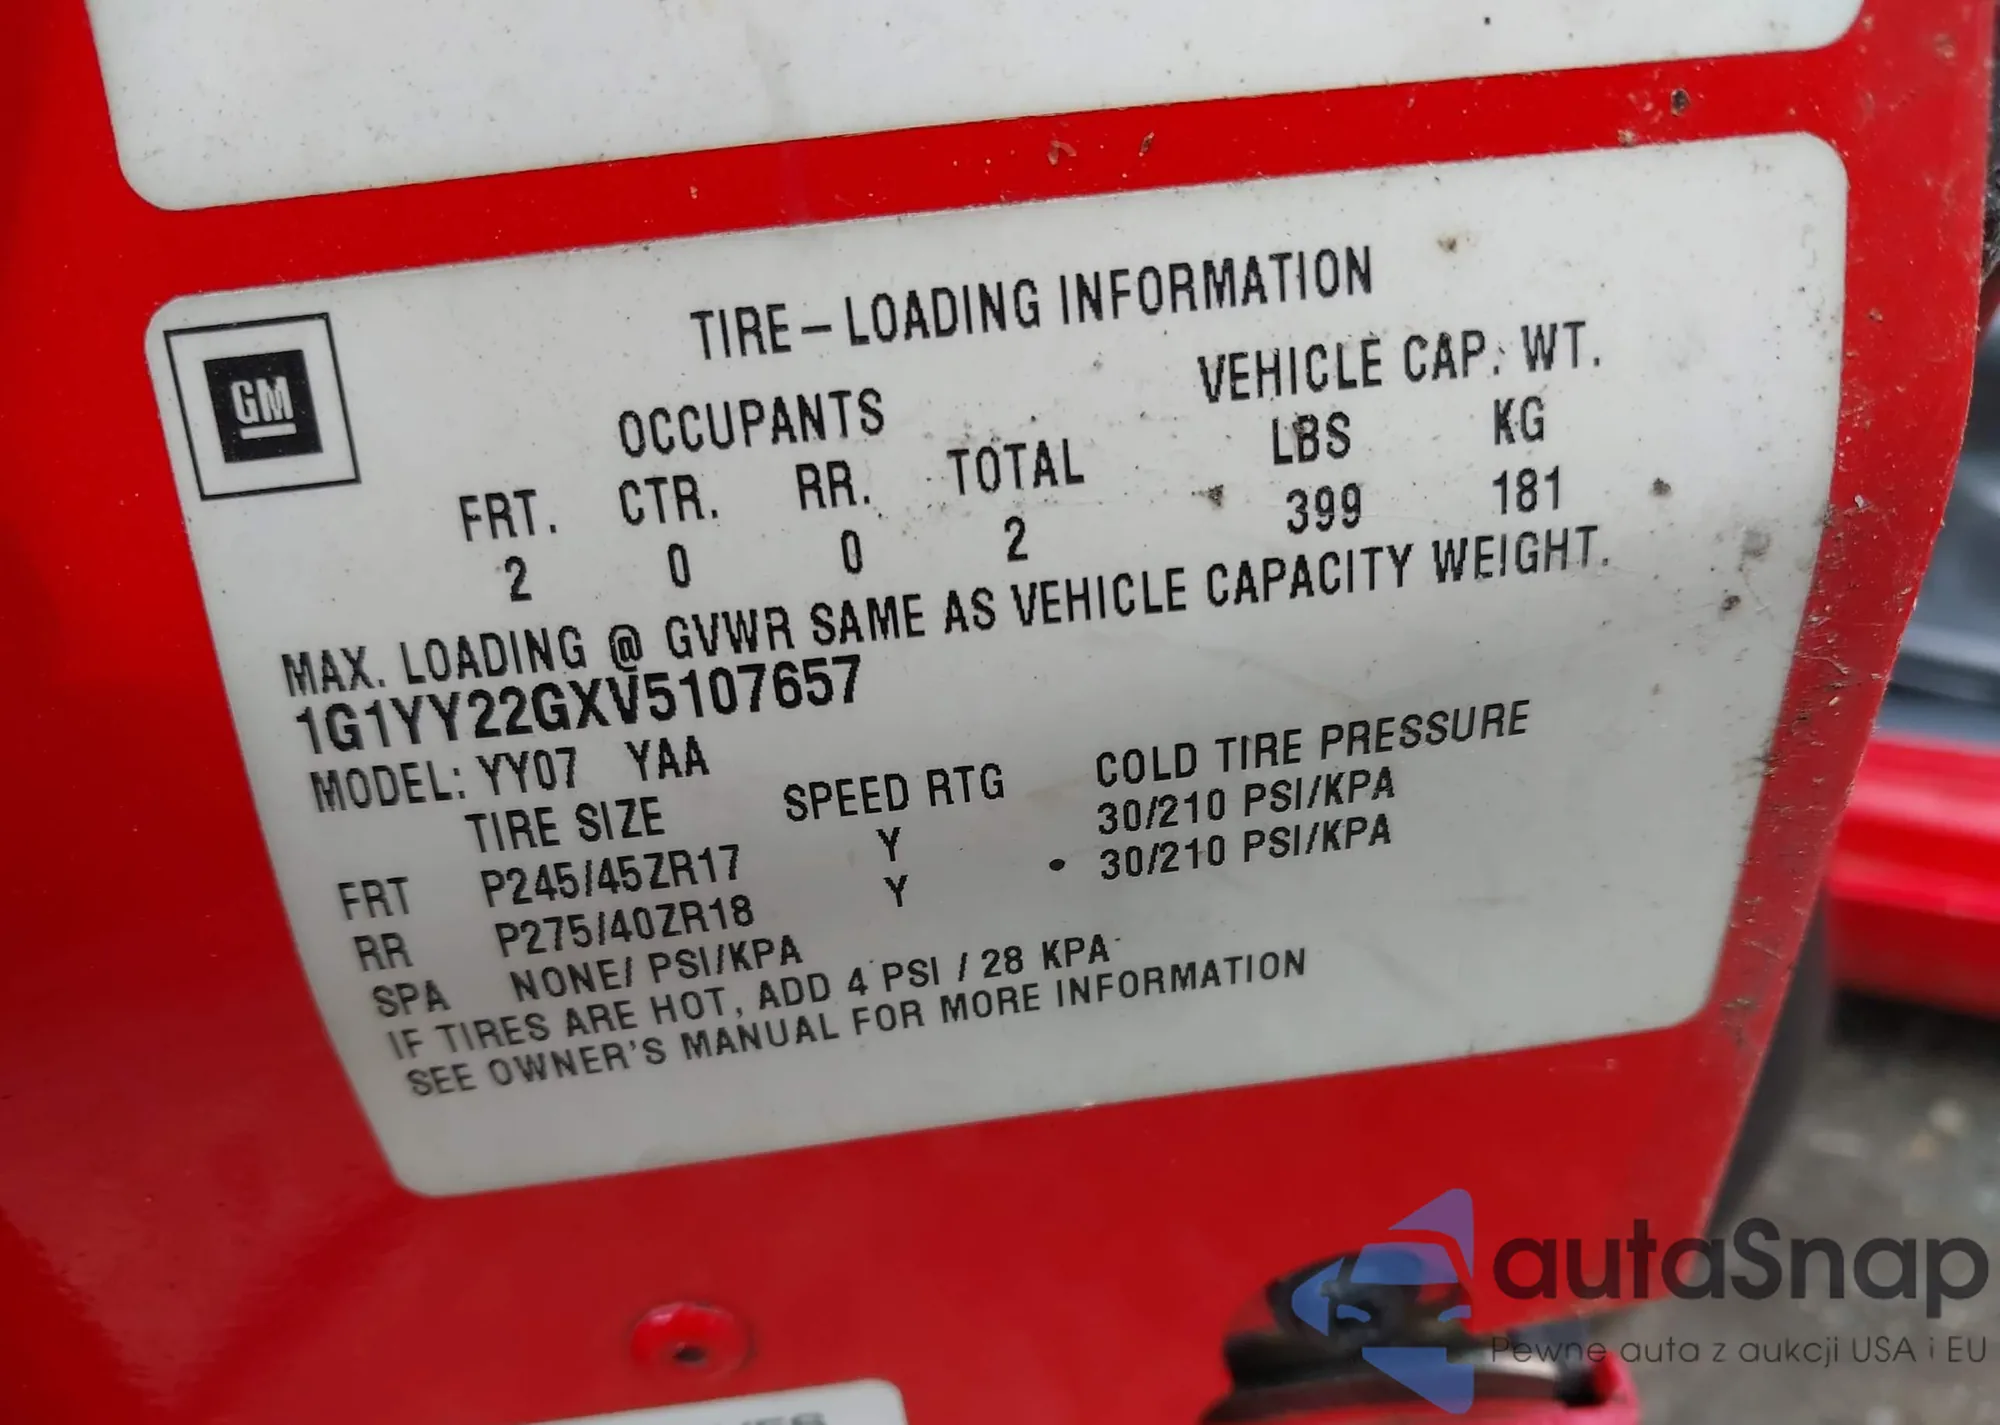 GM
TIRE – LOADING INFORMATION
OCCUPANTS VEHICLE CAP. WT.
FRT. CTR. RR. TOTAL LBS KG
2 0 0 2 399 181
MAX. LOADING @ GVWR SAME AS VEHICLE CAPACITY WEIGHT.
1G1YY22GXV5107657
MODEL: YY07 YAA
TIRE SIZE SPEED RTG COLD TIRE PRESSURE
FRT P245/45ZR17 Y 30/210 PSI/KPA
RR P275/40ZR18 Y 30/210 PSI/KPA
SPA NONE/ PSI/KPA
IF TIRES ARE HOT, ADD 4 PSI / 28 KPA
SEE OWNER'S MANUAL FOR MORE INFORMATION
autaSnap
Pewne auta z aukcji USA i EU